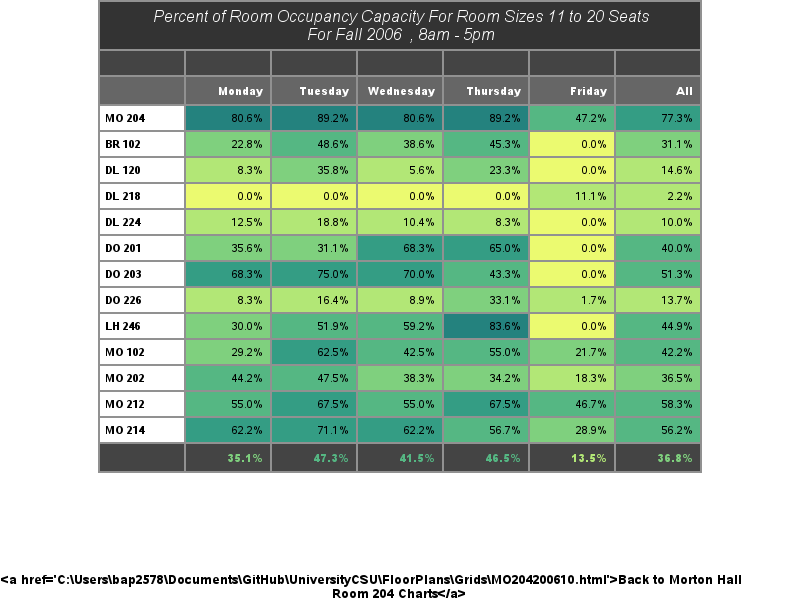 Percent of Room Occupancy Capacity For Room Sizes 11 to 20 Seats
For Fall 2006 , 8am - 5pm
Monday Tuesday Wednesday Thursday Friday All
MO 204 80.6% 89.2% 80.6% 89.2% 47.2% 77.3%
BR 102 22.8% 48.6% 38.6% 45.3% 0.0% 31.1%
DL 120 8.3% 35.8% 5.6% 23.3% 0.0% 14.6%
DL 218 0.0% 0.0% 0.0% 0.0% 11.1% 2.2%
DL 224 12.5% 18.8% 10.4% 8.3% 0.0% 10.0%
DO 201 35.6% 31.1% 68.3% 65.0% 0.0% 40.0%
DO 203 68.3% 75.0% 70.0% 43.3% 0.0% 51.3%
DO 226 8.3% 16.4% 8.9% 33.1% 1.7% 13.7%
LH 246 30.0% 51.9% 59.2% 83.6% 0.0% 44.9%
MO 102 29.2% 62.5% 42.5% 55.0% 21.7% 42.2%
MO 202 44.2% 47.5% 38.3% 34.2% 18.3% 36.5%
MO 212 55.0% 67.5% 55.0% 67.5% 46.7% 58.3%
MO 214 62.2% 71.1% 62.2% 56.7% 28.9% 56.2%
35.1% 47.3% 41.5% 46.5% 13.5% 36.8%
<a href='C:\Users\bap2578\Documents\GitHub\UniversityCSU\FloorPlans\Grids\MO204200610.html'>Back to Morton Hall
Room 204 Charts</a>